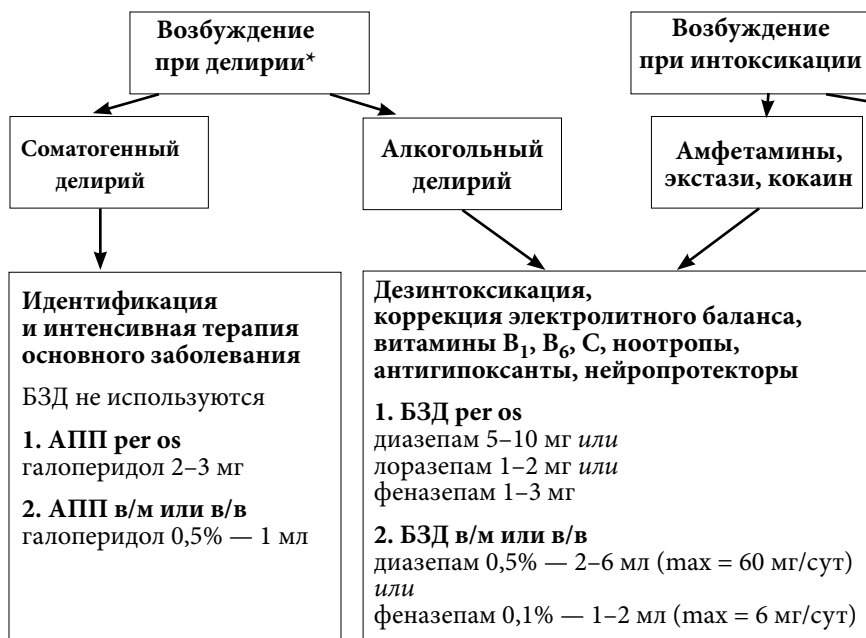 Возбуждение
при делирии*
Возбуждение
при интоксикации
Соматогенный
делирий
Алкогольный
делирий
Амфетамины,
экстази, кокаин
Идентификация
и интенсивная терапия
основного заболевания
БЗД не используются
1. АПП per os
галоперидол 2–3 мг
2. АПП в/м или в/в
галоперидол 0,5% — 1 мл
Дезинтоксикация,
коррекция электролитного баланса,
витамины B₁, B₆, C, ноотропы,
антигипоксанты, нейропротекторы
1. БЗД per os
диазепам 5–10 мг или
лоразепам 1–2 мг или
феназепам 1–3 мг
2. БЗД в/м или в/в
диазепам 0,5% — 2–6 мл (max = 60 мг/сут)
или
феназепам 0,1% — 1–2 мл (max = 6 мг/сут)